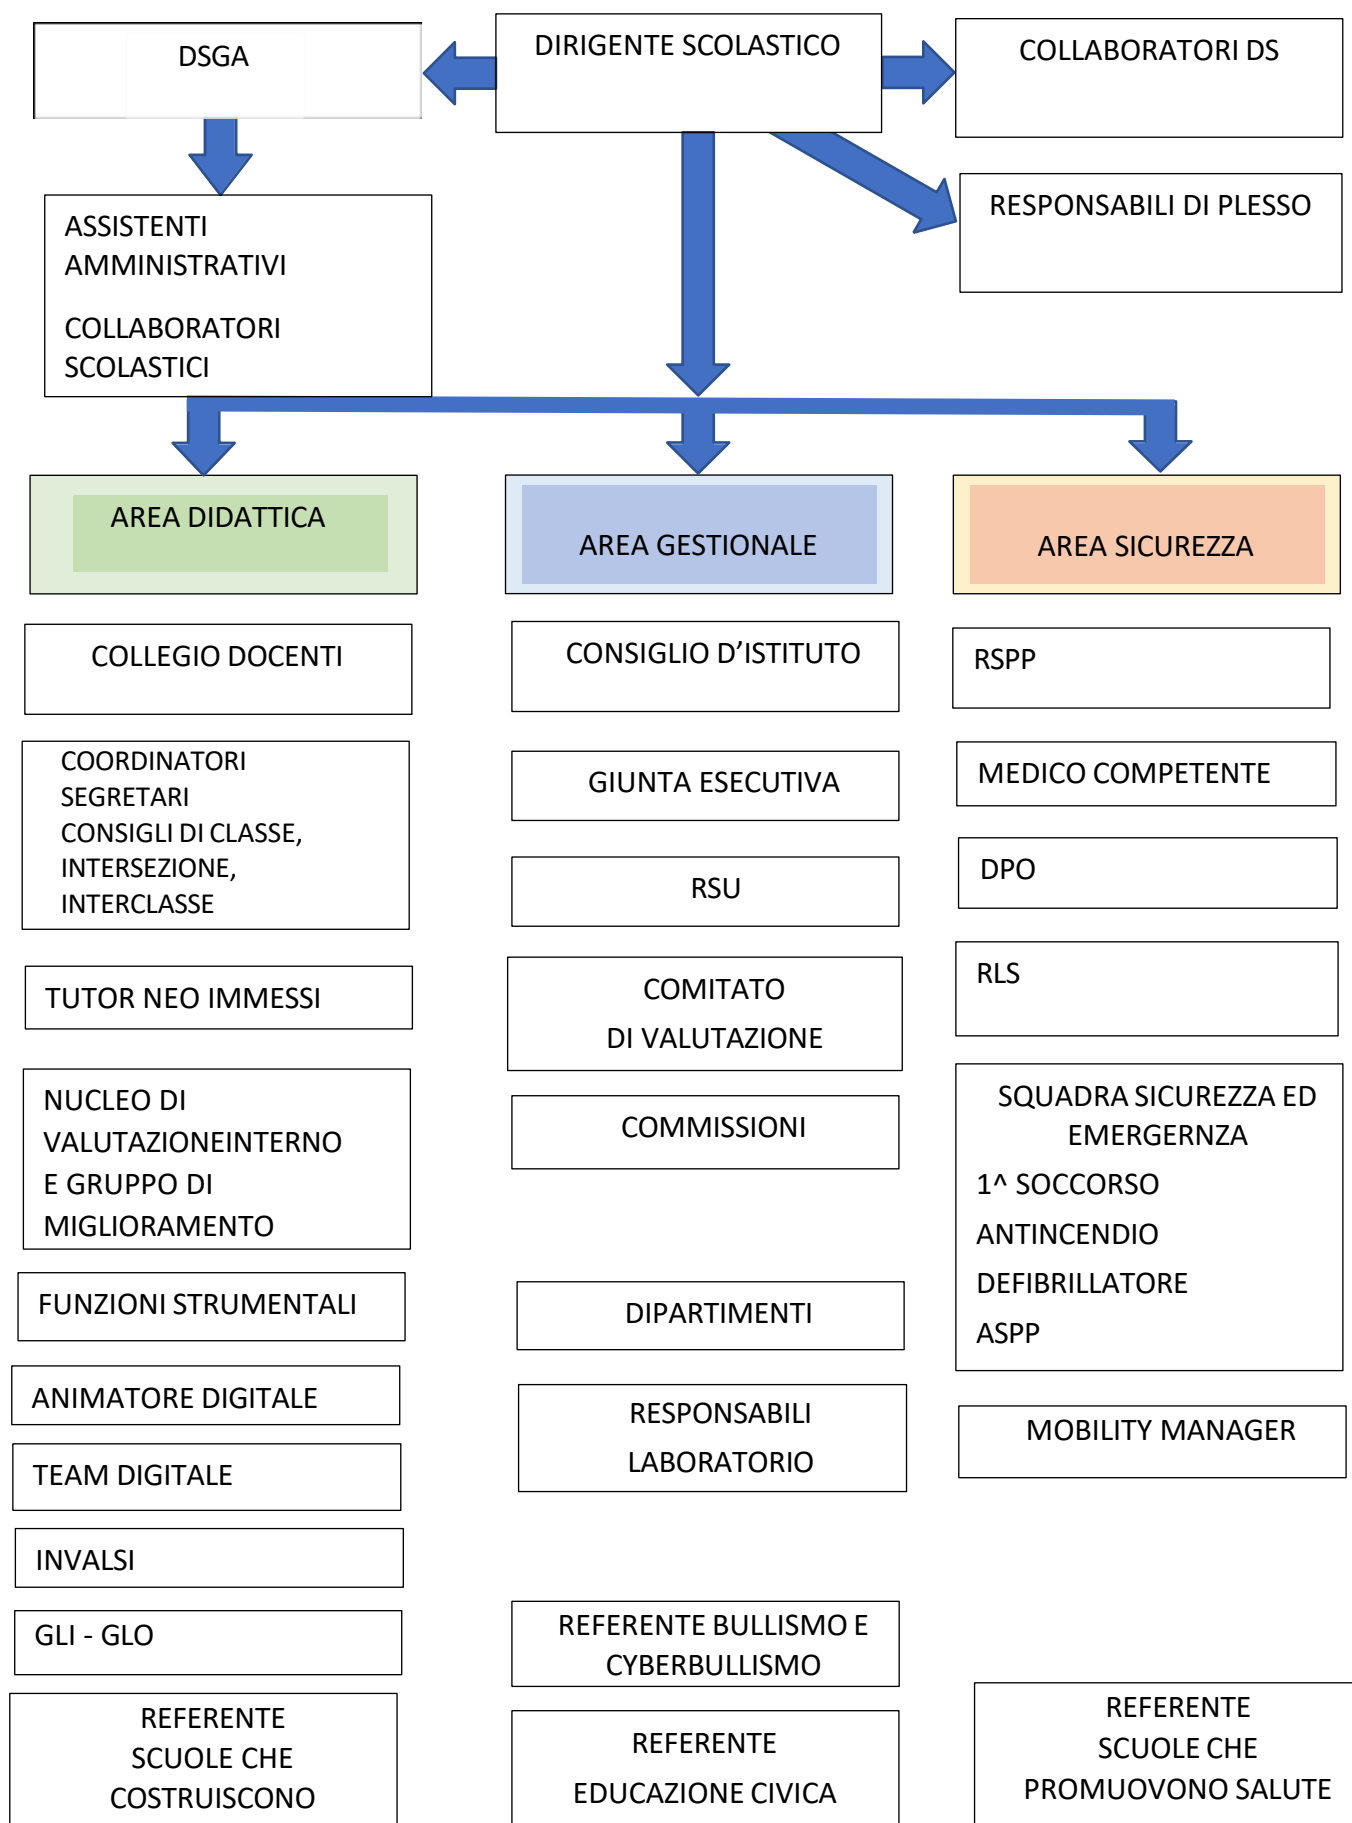 DSGA
DIRIGENTE SCOLASTICO
COLLABORATORI DS
RESPONSABILI DI PLESSO
ASSISTENTI
AMMINISTRATIVI
COLLABORATORI
SCOLASTICI
AREA DIDATTICA
AREA GESTIONALE
AREA SICUREZZA
COLLEGIO DOCENTI
COORDINATORI
SEGRETARI
CONSIGLI DI CLASSE,
INTERSEZIONE,
INTERCLASSE
TUTOR NEO IMMESSI
NUCLEO DI
VALUTAZIONEINTERNO
E GRUPPO DI
MIGLIORAMENTO
FUNZIONI STRUMENTALI
ANIMATORE DIGITALE
TEAM DIGITALE
INVALSI
GLI - GLO
REFERENTE
SCUOLE CHE
COSTRUISCONO
CONSIGLIO D’ISTITUTO
GIUNTA ESECUTIVA
RSU
COMITATO
DI VALUTAZIONE
COMMISSIONI
DIPARTIMENTI
RESPONSABILI
LABORATORIO
REFERENTE BULLISMO E
CYBERBULLISMO
REFERENTE
EDUCAZIONE CIVICA
RSPP
MEDICO COMPETENTE
DPO
RLS
SQUADRA SICUREZZA ED
EMERGERNZA
1^ SOCCORSO
ANTINCENDIO
DEFIBRILLATORE
ASPP
MOBILITY MANAGER
REFERENTE
SCUOLE CHE
PROMUOVONO SALUTE